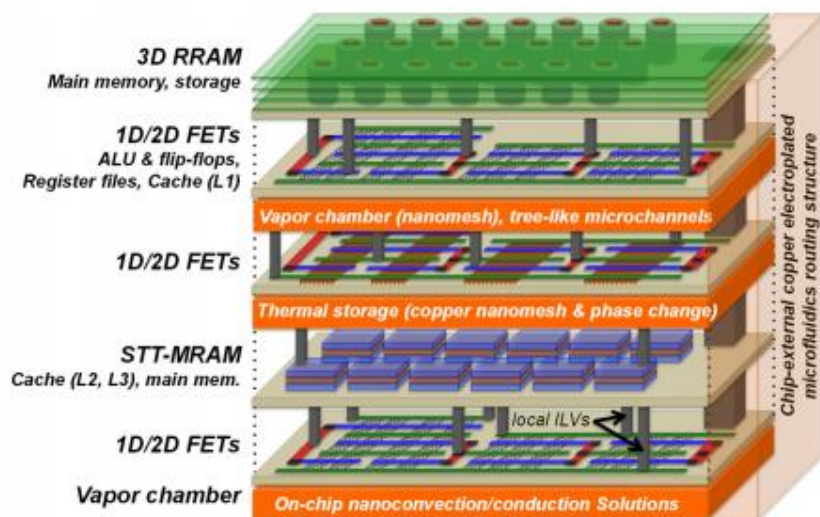 3D RRAM
Main memory, storage
1D/2D FETs
ALU & flip-flops,
Register files, Cache (L1)
Vapor chamber (nanomesh), tree-like microchannels
1D/2D FETs
Thermal storage (copper nanomesh & phase change)
STT-MRAM
Cache (L2, L3), main mem.
local ILVs
1D/2D FETs
Vapor chamber
On-chip nanoconvection/conduction Solutions
Chip-external copper electroplated
microfluidics routing structure